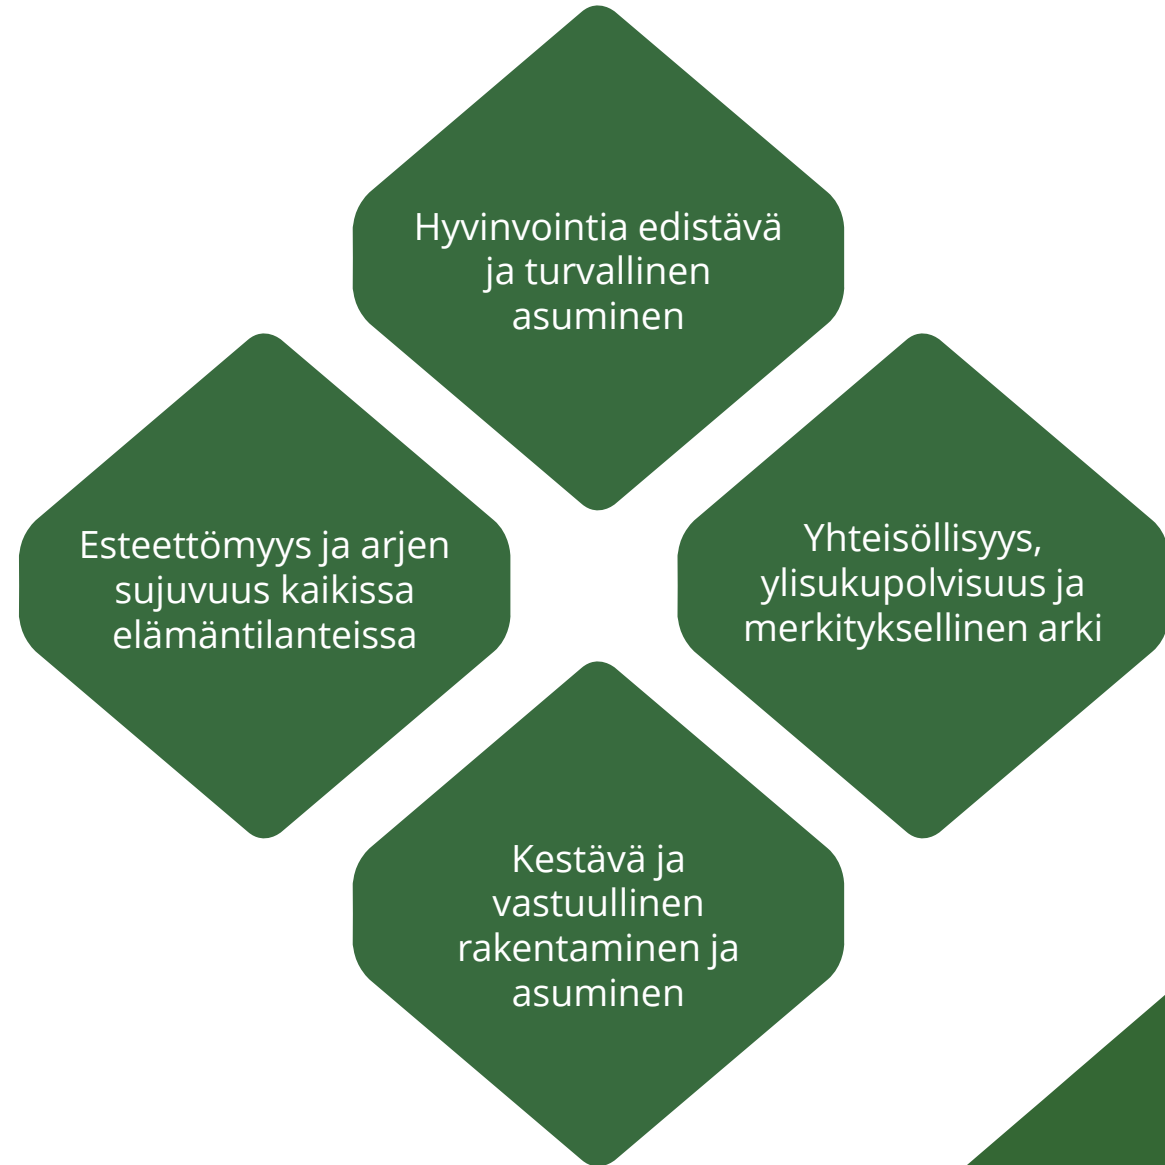 Hyvinvointia edistävä
ja turvallinen
asuminen
Esteettömyys ja arjen
sujuvuus kaikissa
elämäntilanteissa
Yhteisöllisyys,
ylisukupolvisuus ja
merkityksellinen arki
Kestävä ja
vastuullinen
rakentaminen ja
asuminen